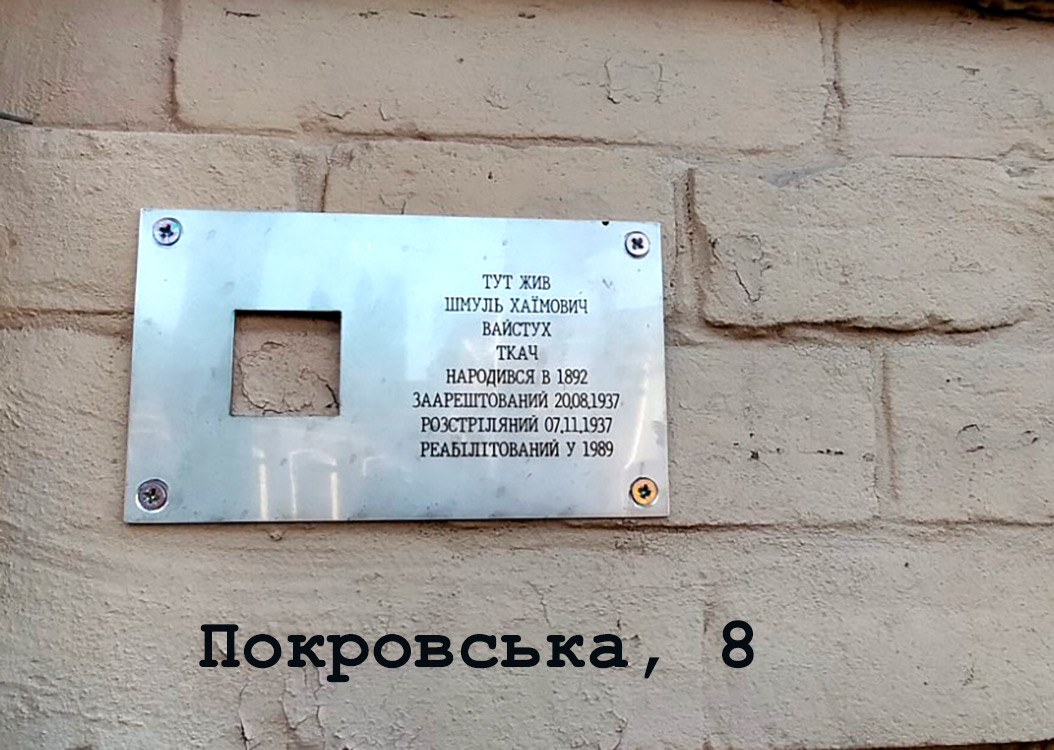 ТУТ ЖИВ
ШМУЛЬ ХАЇМОВИЧ
ВАЙСТУХ
ТКАЧ
НАРОДИВСЯ В 1892
ЗААРЕШТОВАНИЙ 20.08.1937
РОЗСТРІЛЯНИЙ 07.11.1937
РЕАБІЛІТОВАНИЙ У 1989
Покровська, 8